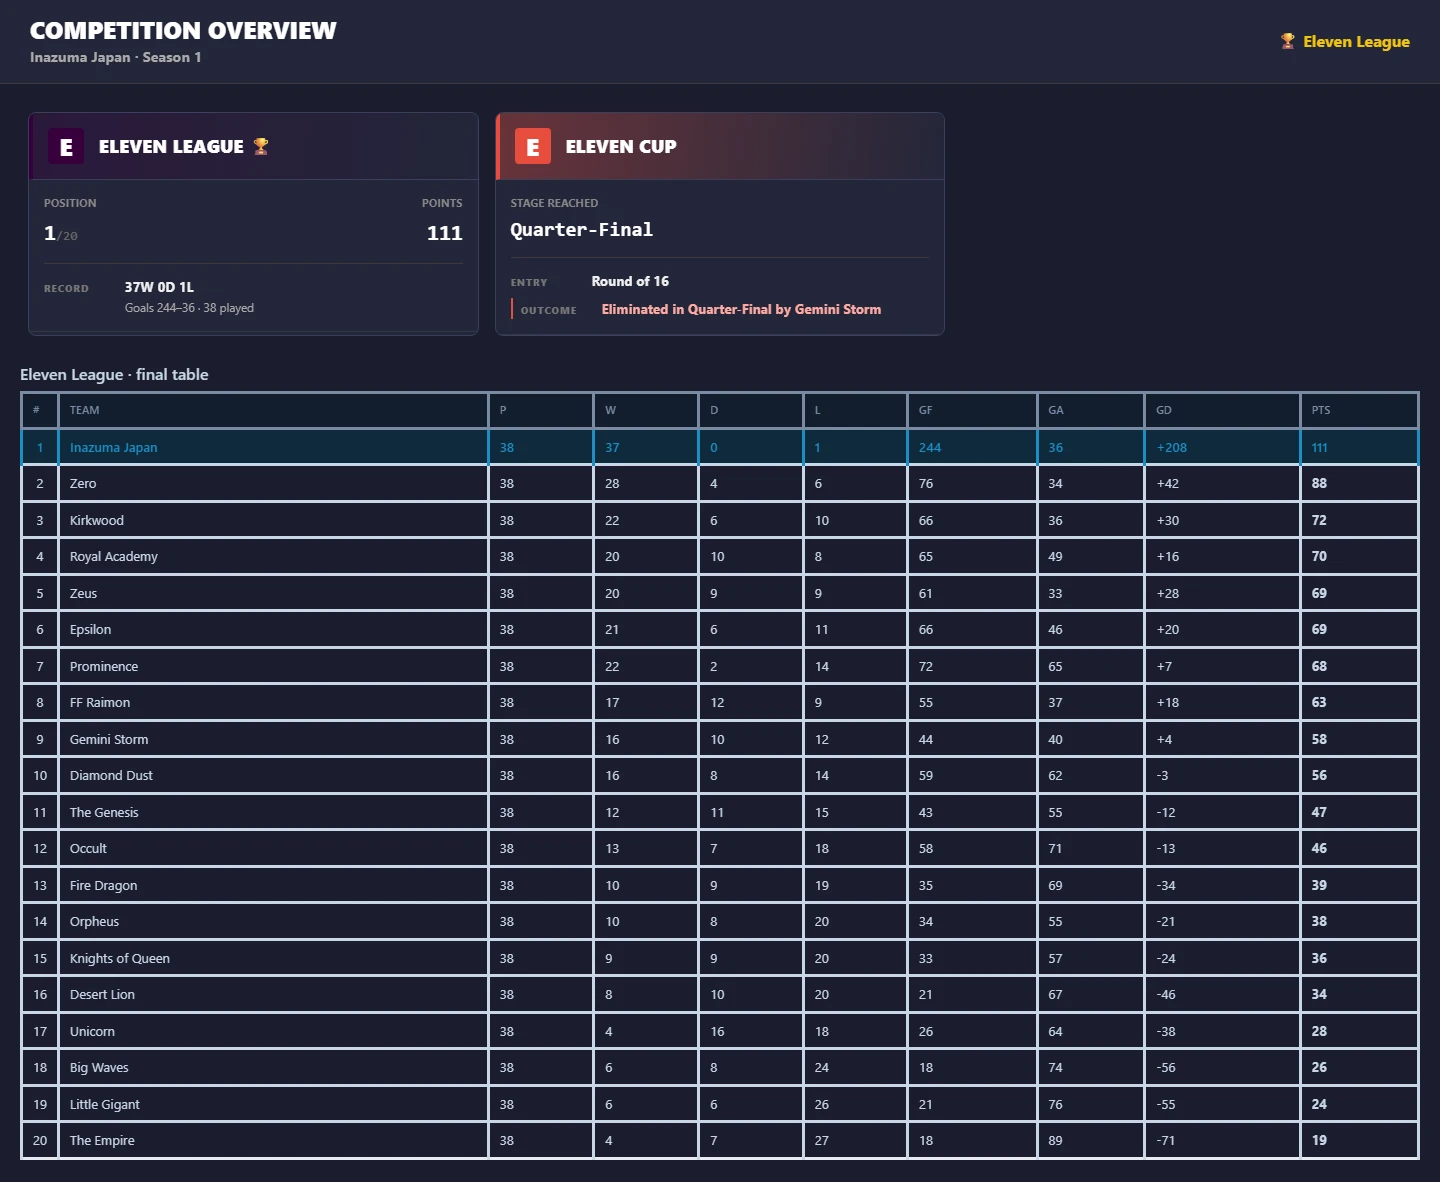 COMPETITION OVERVIEW
Inazuma Japan · Season 1
🏆 Eleven League
E ELEVEN LEAGUE 🏆
POSITION POINTS
1/20 111
RECORD 37W 0D 1L
Goals 244–36 · 38 played
E ELEVEN CUP
STAGE REACHED
Quarter-Final
ENTRY Round of 16
OUTCOME Eliminated in Quarter-Final by Gemini Storm
Eleven League · final table
# TEAM P W D L GF GA GD PTS
1 Inazuma Japan 38 37 0 1 244 36 +208 111
2 Zero 38 28 4 6 76 34 +42 88
3 Kirkwood 38 22 6 10 66 36 +30 72
4 Royal Academy 38 20 10 8 65 49 +16 70
5 Zeus 38 20 9 9 61 33 +28 69
6 Epsilon 38 21 6 11 66 46 +20 69
7 Prominence 38 22 2 14 72 65 +7 68
8 FF Raimon 38 17 12 9 55 37 +18 63
9 Gemini Storm 38 16 10 12 44 40 +4 58
10 Diamond Dust 38 16 8 14 59 62 -3 56
11 The Genesis 38 12 11 15 43 55 -12 47
12 Occult 38 13 7 18 58 71 -13 46
13 Fire Dragon 38 10 9 19 35 69 -34 39
14 Orpheus 38 10 8 20 34 55 -21 38
15 Knights of Queen 38 9 9 20 33 57 -24 36
16 Desert Lion 38 8 10 20 21 67 -46 34
17 Unicorn 38 4 16 18 26 64 -38 28
18 Big Waves 38 6 8 24 18 74 -56 26
19 Little Gigant 38 6 6 26 21 76 -55 24
20 The Empire 38 4 7 27 18 89 -71 19